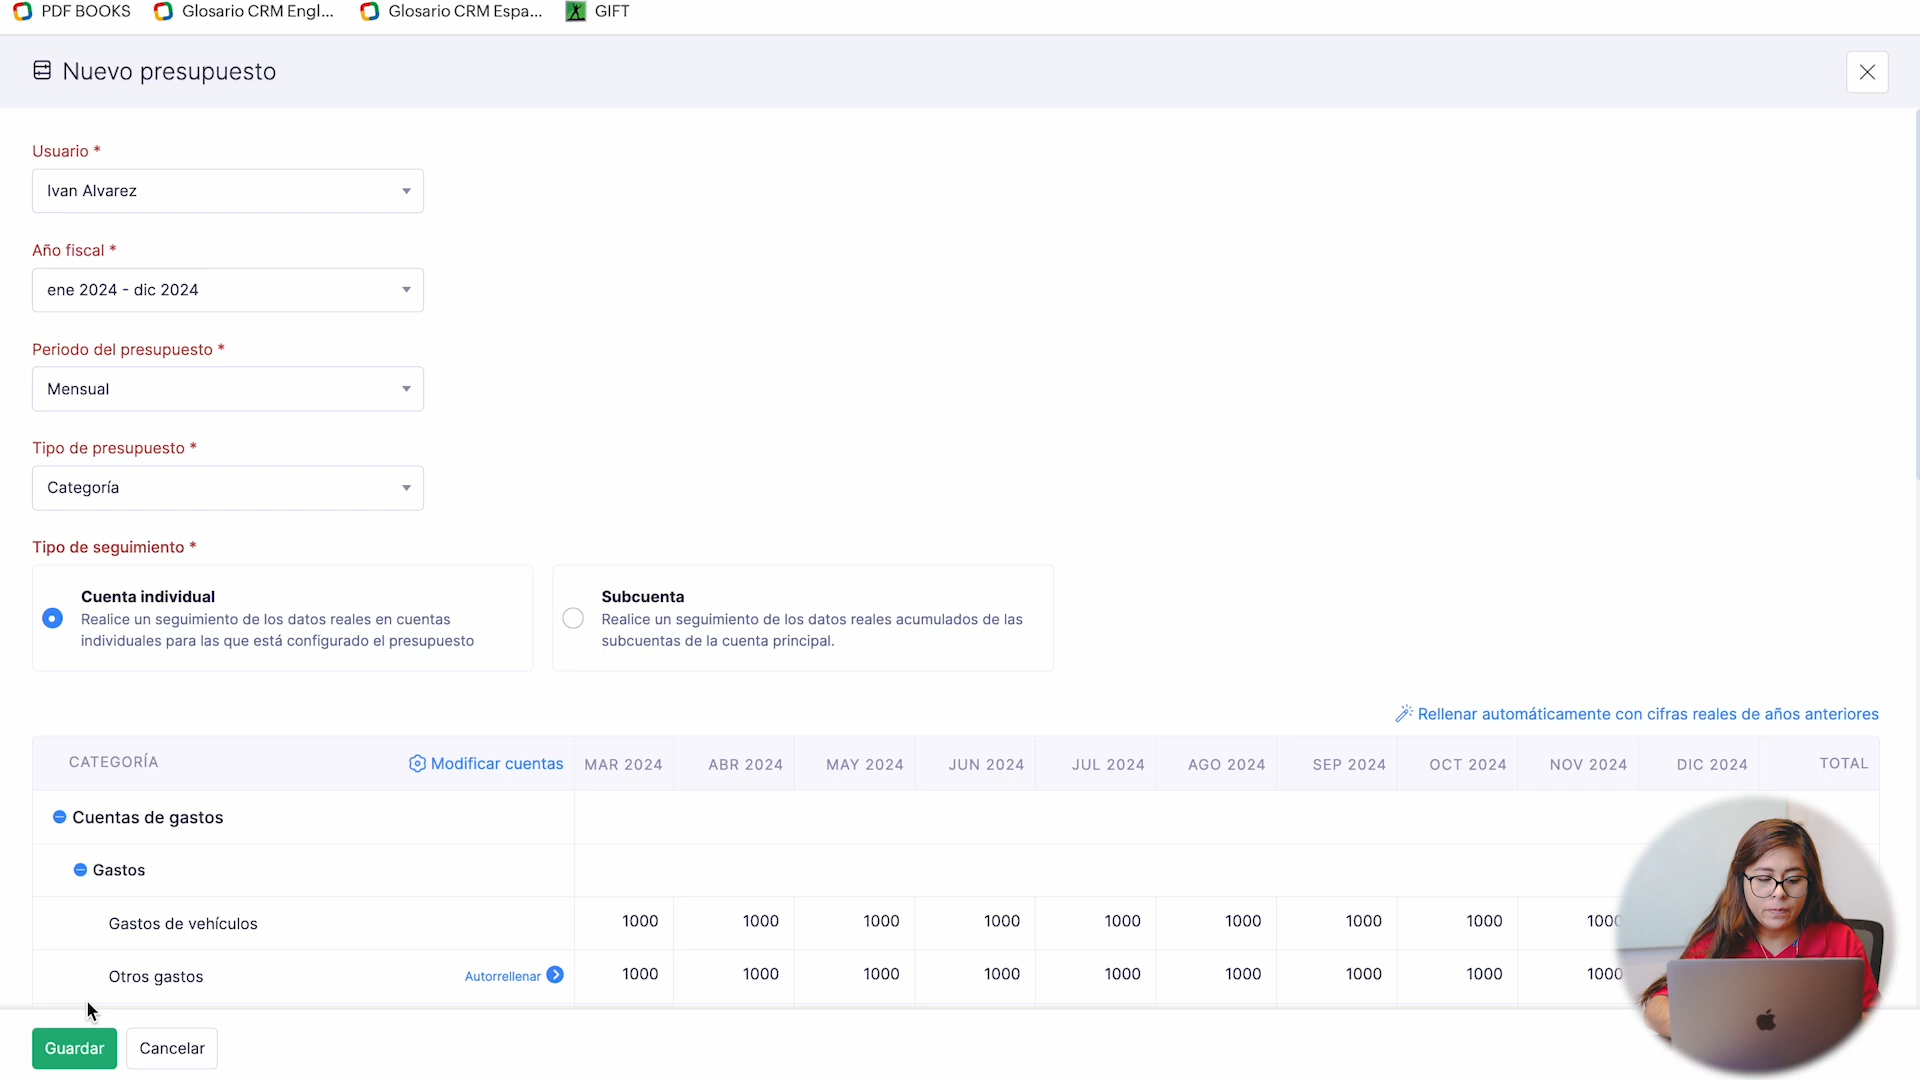 PDF BOOKS Glosario CRM Engl... Glosario CRM Espa... GIFT
Nuevo presupuesto
Usuario *
Ivan Alvarez
Año fiscal *
ene 2024 - dic 2024
Periodo del presupuesto *
Mensual
Tipo de presupuesto *
Categoría
Tipo de seguimiento *
Cuenta individual
Realice un seguimiento de los datos reales en cuentas
individuales para las que está configurado el presupuesto
Subcuenta
Realice un seguimiento de los datos reales acumulados de las
subcuentas de la cuenta principal.
Rellenar automáticamente con cifras reales de años anteriores
CATEGORÍA Modificar cuentas MAR 2024 ABR 2024 MAY 2024 JUN 2024 JUL 2024 AGO 2024 SEP 2024 OCT 2024 NOV 2024 DIC 2024 TOTAL
Cuentas de gastos
Gastos
Gastos de vehículos 1000 1000 1000 1000 1000 1000 1000 1000 1000
Otros gastos Autorrellenar 1000 1000 1000 1000 1000 1000 1000 1000 1000
Guardar Cancelar